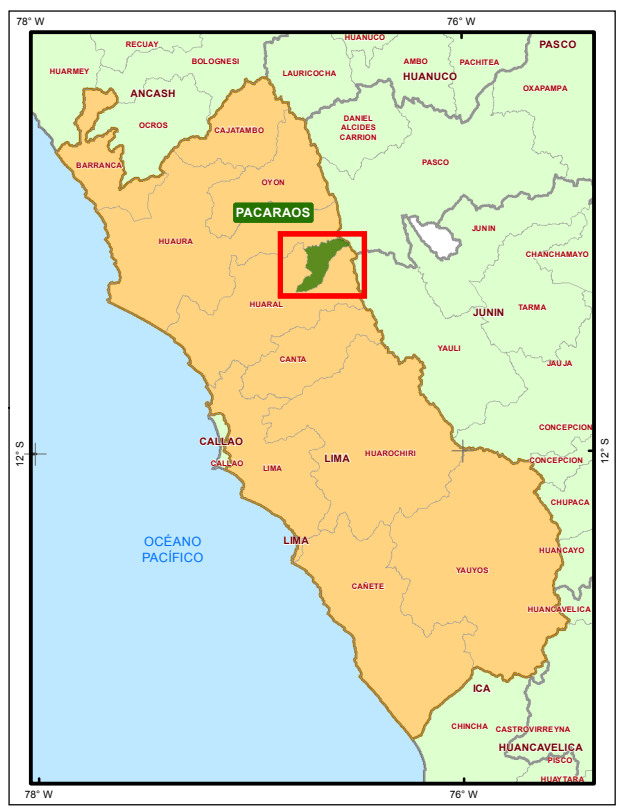 78° W
76° W
RECUAY
HUANUCO
PASCO
BOLOGNESI
AMBO
PACHITEA
HUARMEY
LAURICOCHA
HUANUCO
OXAPAMPA
ANCASH
DANIEL
ALCIDES
CARRION
OCROS
CAJATAMBO
PASCO
BARRANCA
OYON
PACARAOS
JUNIN
HUAURA
CHANCHAMAYO
HUARAL
TARMA
JUNIN
YAULI
CANTA
JAUJA
CONCEPCION
CALLAO
12° S
12° S
HUAROCHIRI
LIMA
CONCEPCION
CALLAO
LIMA
CHUPACA
LIMA
OCÉANO
PACÍFICO
HUANCAYO
YAUYOS
CAÑETE
HUANCAVELICA
ICA
CHINCHA
CASTROVIRREYNA
HUANCAVELICA
PISCO
HUAYTARA
78° W
76° W